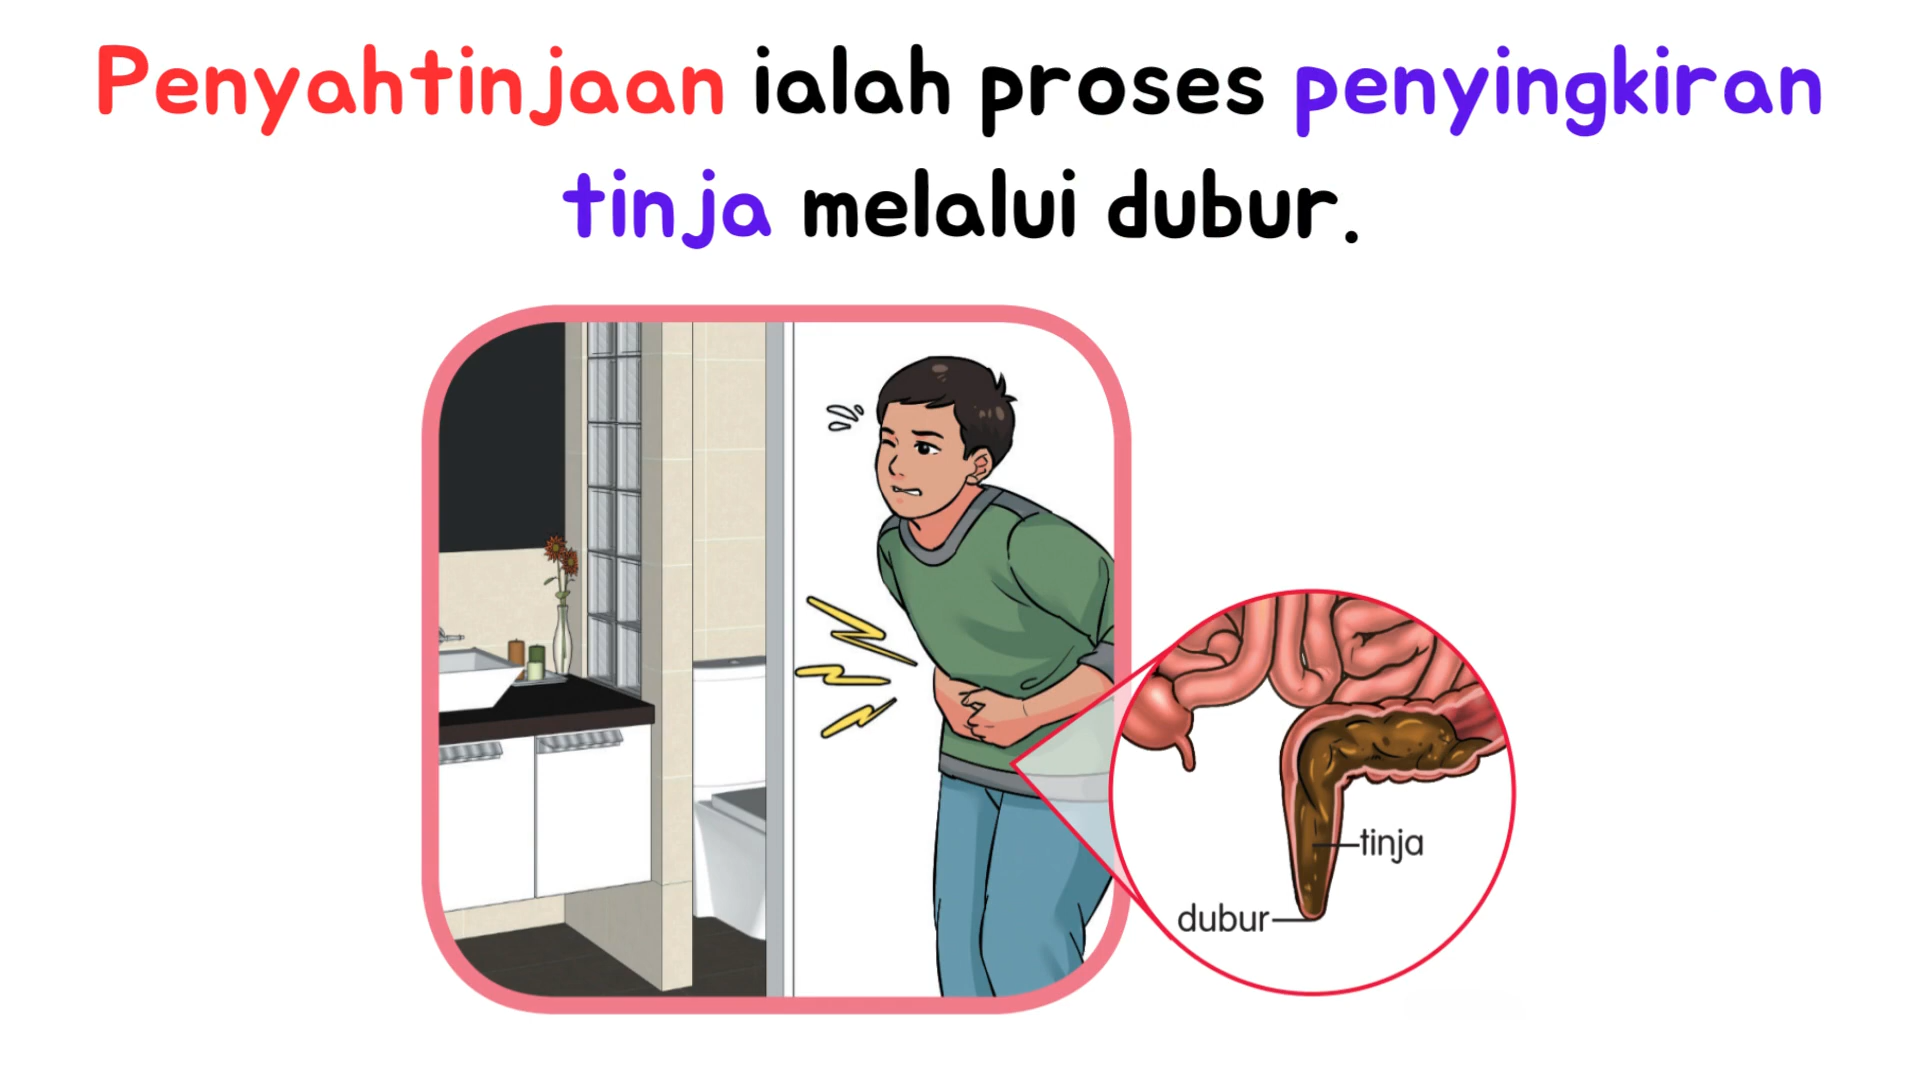 Penyahtinjaan ialah proses penyingkiran
tinja melalui dubur.
tinja
dubur